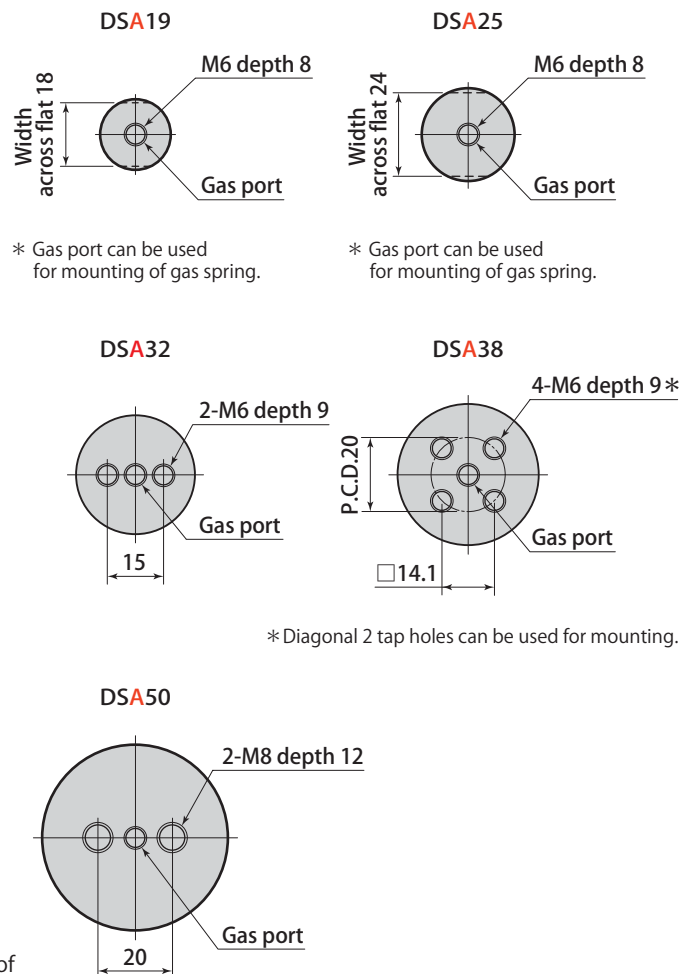 DSA19
DSA25
M6 depth 8
Width
across flat 18
Gas port
M6 depth 8
Width
across flat 24
Gas port
* Gas port can be used
for mounting of gas spring.
* Gas port can be used
for mounting of gas spring.
DSA32
DSA38
2-M6 depth 9
Gas port
15
4-M6 depth 9*
P.C.D.20
Gas port
□14.1
*Diagonal 2 tap holes can be used for mounting.
DSA50
2-M8 depth 12
Gas port
20
of